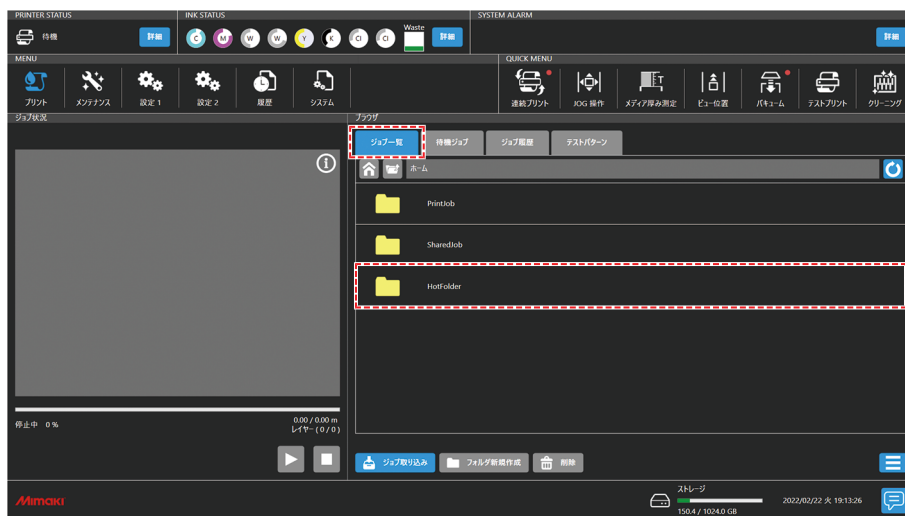 PRINTER STATUS
INK STATUS
SYSTEM ALARM
待機
詳細
C M W W Y K Cl Cl
Waste
詳細
詳細
MENU
QUICK MENU
プリント
メンテナンス
設定 1
設定 2
履歴
システム
連続プリント
JOG 操作
メディア厚み測定
ビュー位置
バキューム
テストプリント
クリーニング
ジョブ状況
ブラウザ
ジョブ一覧
待機ジョブ
ジョブ履歴
テストパターン
ホーム
PrintJob
SharedJob
HotFolder
停止中 0 %
0.00 / 0.00 m
レイヤー ( 0 / 0 )
ジョブ取り込み
フォルダ新規作成
削除
Mimaki
ストレージ
150.4 / 1024.0 GB
2022/02/22 火 19:13:26